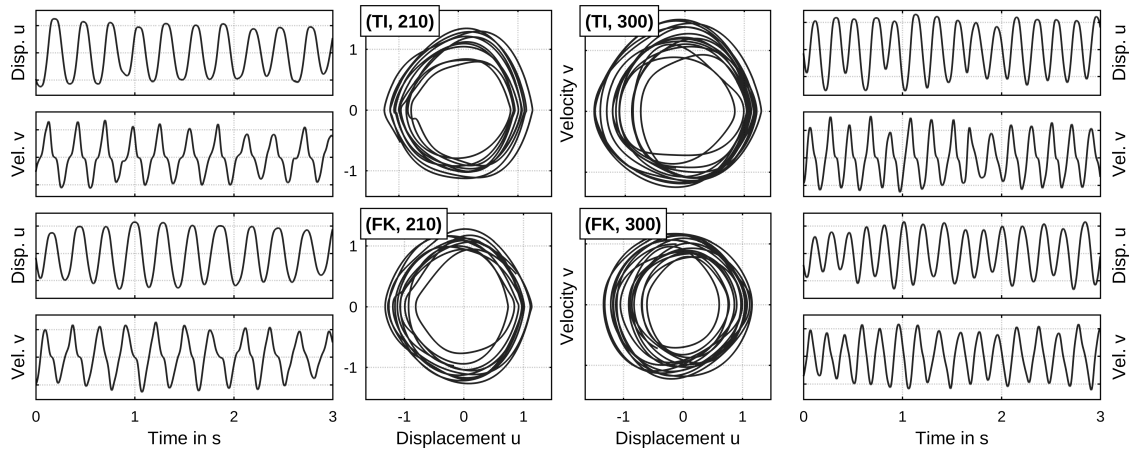 (TI, 210)
(TI, 300)
Disp. u
Vel. v
Disp. u
Vel. v
0 1 2 3
Time in s
1
0
-1
1
0
-1
-1 0 1
Displacement u
Velocity v
Velocity v
(FK, 210)
(FK, 300)
-1 0 1
Displacement u
Disp. u
Vel. v
Disp. u
Vel. v
0 1 2 3
Time in s